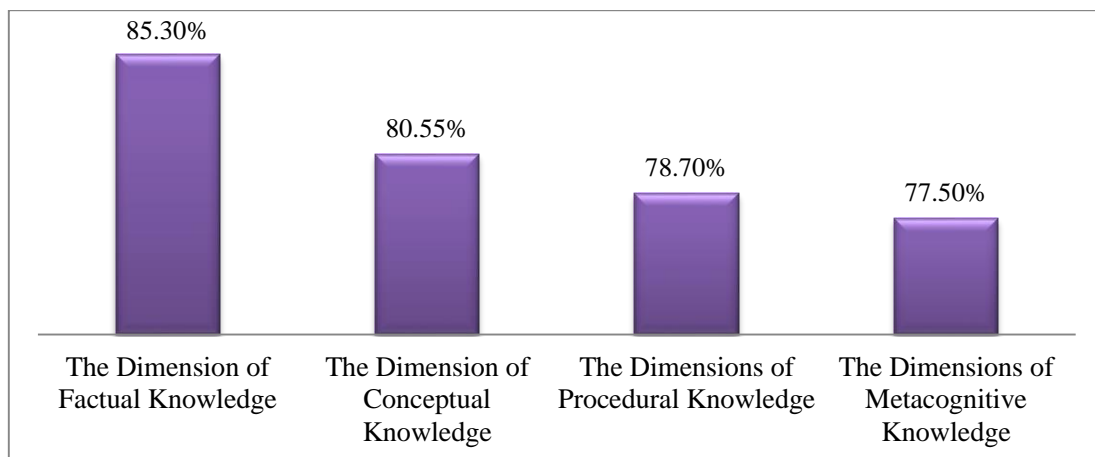 85.30%
80.55%
78.70%
77.50%
The Dimension of
Factual Knowledge
The Dimension of
Conceptual
Knowledge
The Dimensions of
Procedural Knowledge
The Dimensions of
Metacognitive
Knowledge